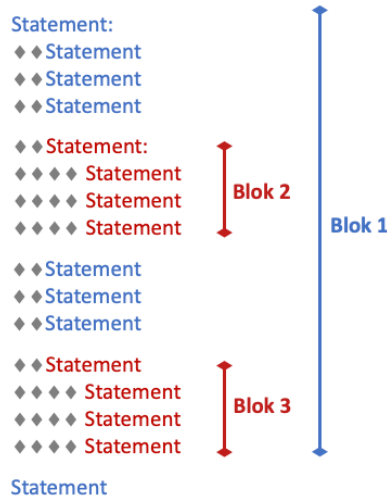 Statement:
♦♦Statement
♦♦Statement
♦♦Statement
♦♦Statement:
♦♦♦♦ Statement
♦♦♦♦ Statement
♦♦♦♦ Statement
Blok 2
Blok 1
♦♦Statement
♦♦Statement
♦♦Statement
♦♦Statement
♦♦♦♦ Statement
♦♦♦♦ Statement
♦♦♦♦ Statement
Blok 3
Statement